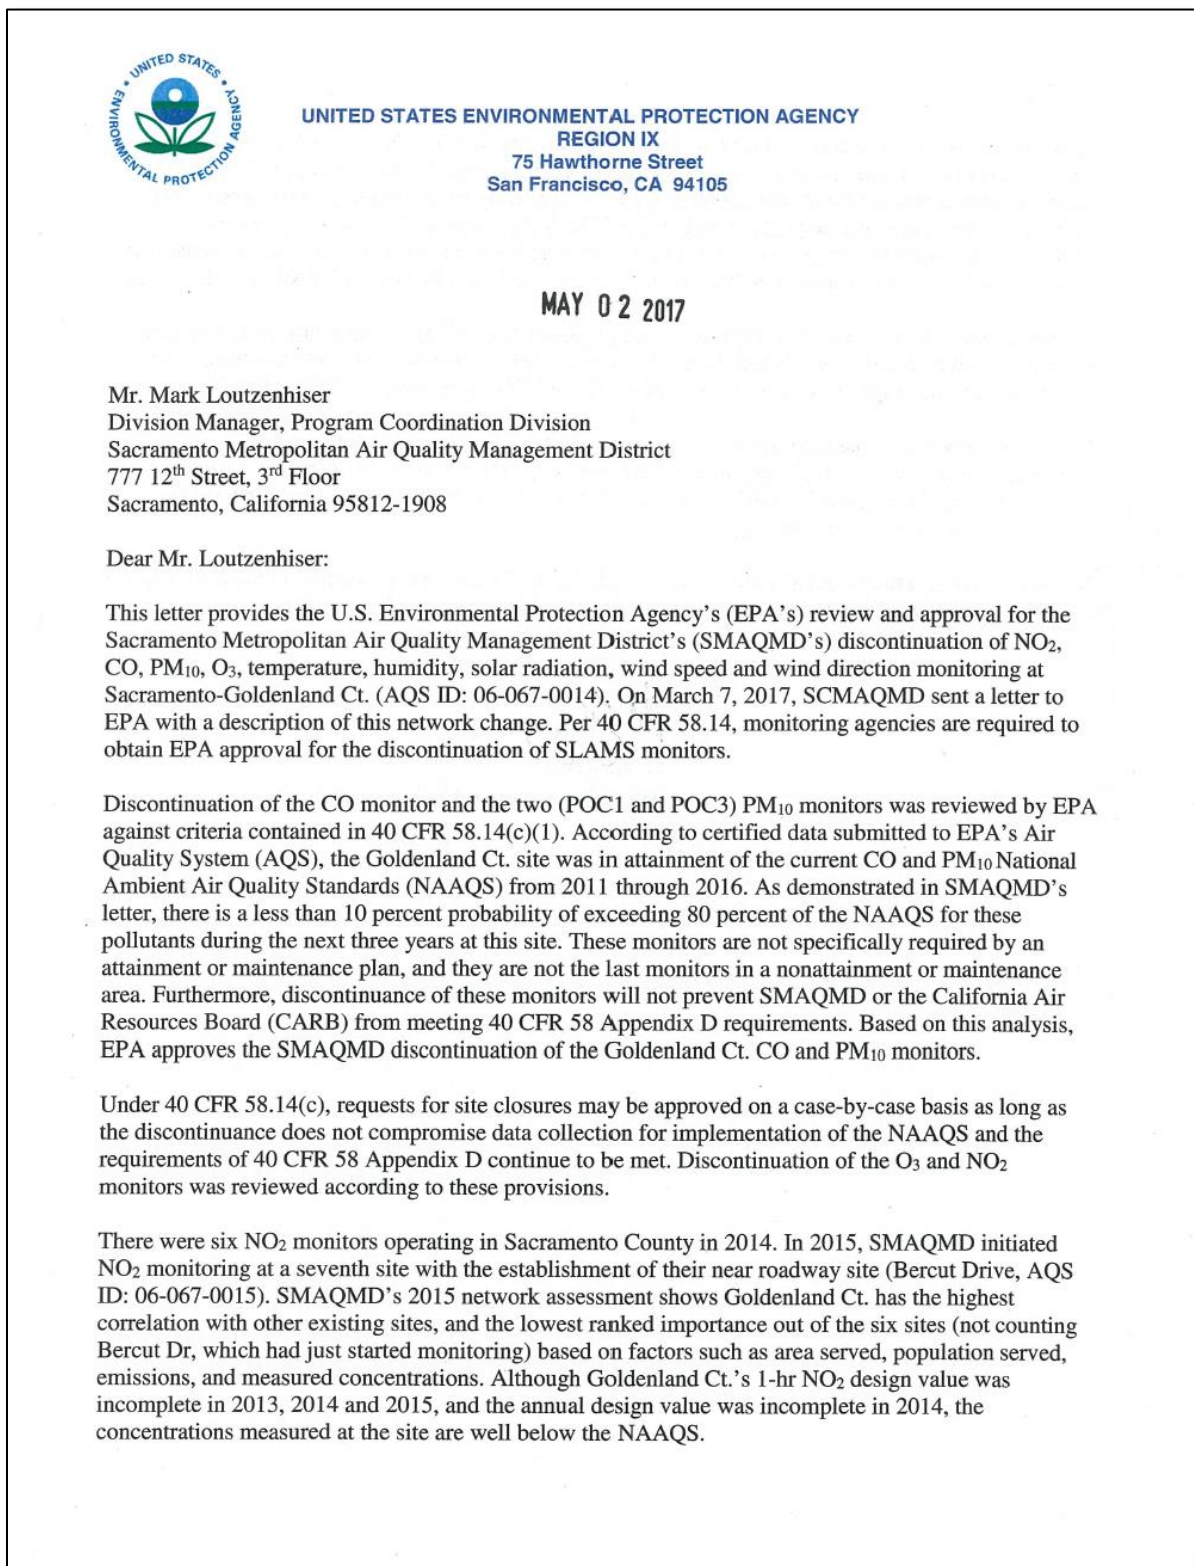 UNITED STATES
ENVIRONMENTAL PROTECTION AGENCY
UNITED STATES ENVIRONMENTAL PROTECTION AGENCY
REGION IX
75 Hawthorne Street
San Francisco, CA 94105
MAY 02 2017
Mr. Mark Loutzenhiser
Division Manager, Program Coordination Division
Sacramento Metropolitan Air Quality Management District
777 12th Street, 3rd Floor
Sacramento, California 95812-1908
Dear Mr. Loutzenhiser:
This letter provides the U.S. Environmental Protection Agency's (EPA's) review and approval for the
Sacramento Metropolitan Air Quality Management District's (SMAQMD's) discontinuation of NO2,
CO, PM10, O3, temperature, humidity, solar radiation, wind speed and wind direction monitoring at
Sacramento-Goldenland Ct. (AQS ID: 06-067-0014). On March 7, 2017, SCMAQMD sent a letter to
EPA with a description of this network change. Per 40 CFR 58.14, monitoring agencies are required to
obtain EPA approval for the discontinuation of SLAMS monitors.
Discontinuation of the CO monitor and the two (POC1 and POC3) PM10 monitors was reviewed by EPA
against criteria contained in 40 CFR 58.14(c)(1). According to certified data submitted to EPA's Air
Quality System (AQS), the Goldenland Ct. site was in attainment of the current CO and PM10 National
Ambient Air Quality Standards (NAAQS) from 2011 through 2016. As demonstrated in SMAQMD's
letter, there is a less than 10 percent probability of exceeding 80 percent of the NAAQS for these
pollutants during the next three years at this site. These monitors are not specifically required by an
attainment or maintenance plan, and they are not the last monitors in a nonattainment or maintenance
area. Furthermore, discontinuance of these monitors will not prevent SMAQMD or the California Air
Resources Board (CARB) from meeting 40 CFR 58 Appendix D requirements. Based on this analysis,
EPA approves the SMAQMD discontinuation of the Goldenland Ct. CO and PM10 monitors.
Under 40 CFR 58.14(c), requests for site closures may be approved on a case-by-case basis as long as
the discontinuance does not compromise data collection for implementation of the NAAQS and the
requirements of 40 CFR 58 Appendix D continue to be met. Discontinuation of the O3 and NO2
monitors was reviewed according to these provisions.
There were six NO2 monitors operating in Sacramento County in 2014. In 2015, SMAQMD initiated
NO2 monitoring at a seventh site with the establishment of their near roadway site (Bercut Drive, AQS
ID: 06-067-0015). SMAQMD's 2015 network assessment shows Goldenland Ct. has the highest
correlation with other existing sites, and the lowest ranked importance out of the six sites (not counting
Bercut Dr, which had just started monitoring) based on factors such as area served, population served,
emissions, and measured concentrations. Although Goldenland Ct.'s 1-hr NO2 design value was
incomplete in 2013, 2014 and 2015, and the annual design value was incomplete in 2014, the
concentrations measured at the site are well below the NAAQS.